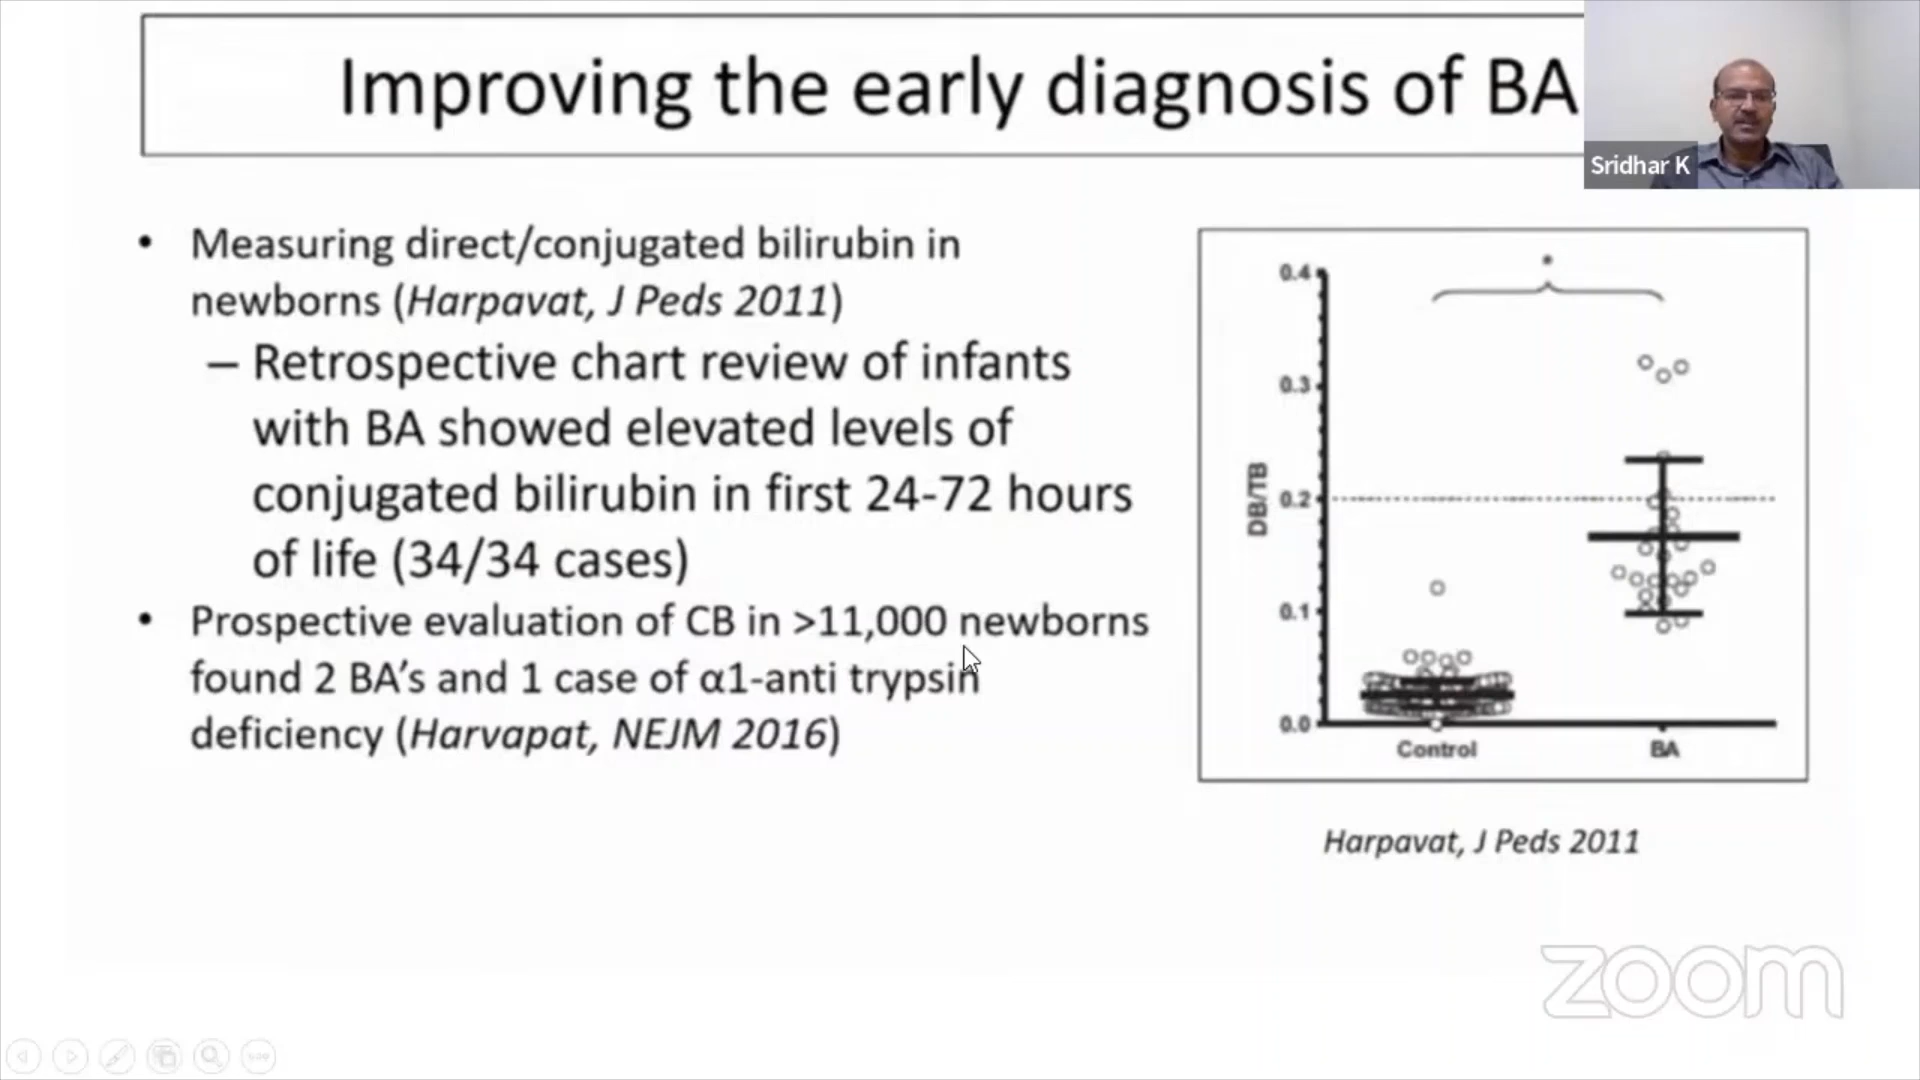 Improving the early diagnosis of BA
Sridhar K
• Measuring direct/conjugated bilirubin in
newborns (Harpavat, J Peds 2011)
– Retrospective chart review of infants
with BA showed elevated levels of
conjugated bilirubin in first 24-72 hours
of life (34/34 cases)
• Prospective evaluation of CB in >11,000 newborns
found 2 BA's and 1 case of α1-anti trypsin
deficiency (Harvapat, NEJM 2016)
*
0.4
0.3
DB/TB
0.2
0.1
0.0
Control BA
Harpavat, J Peds 2011
zoom